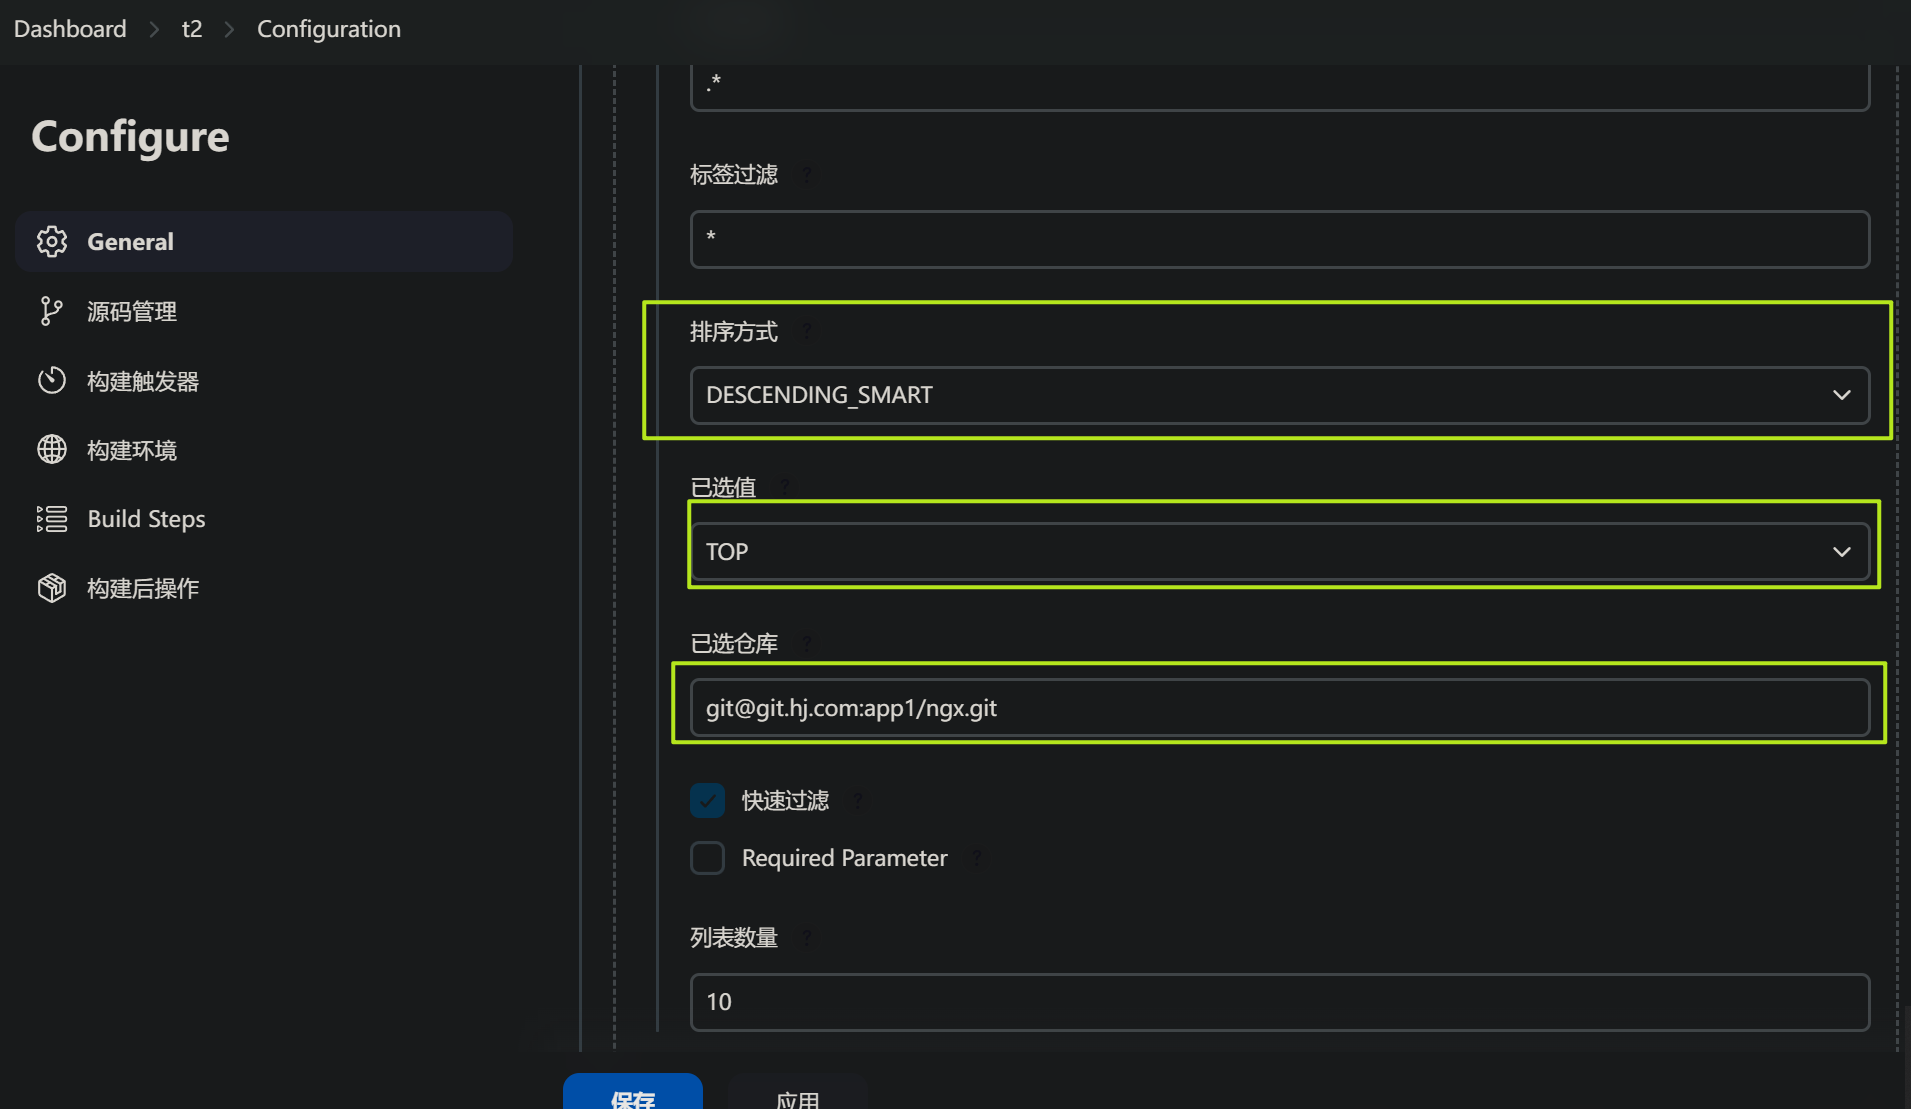 Dashboard > t2 > Configuration
Configure
General
源码管理
构建触发器
构建环境
Build Steps
构建后操作
.*
标签过滤 ?
*
排序方式 ?
DESCENDING_SMART
已选值 ?
TOP
已选仓库 ?
git@git.hj.com:app1/ngx.git
快速过滤 ?
Required Parameter ?
列表数量 ?
10
保存 应用